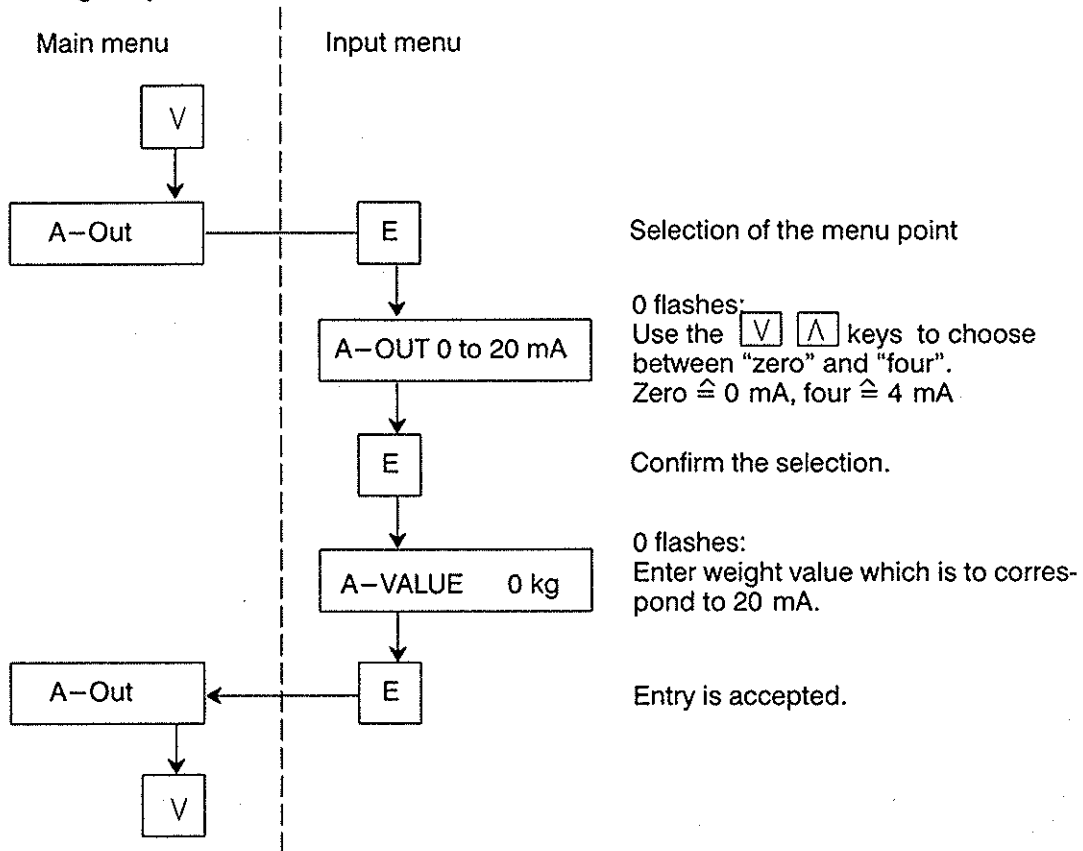 Main menu
Input menu
V
A–Out
E
Selection of the menu point
A–OUT 0 to 20 mA
0 flashes:
Use the V Λ keys to choose
between “zero” and “four”.
Zero ≙ 0 mA, four ≙ 4 mA
E
Confirm the selection.
A–VALUE 0 kg
0 flashes:
Enter weight value which is to corres-
pond to 20 mA.
A–Out
E
Entry is accepted.
V